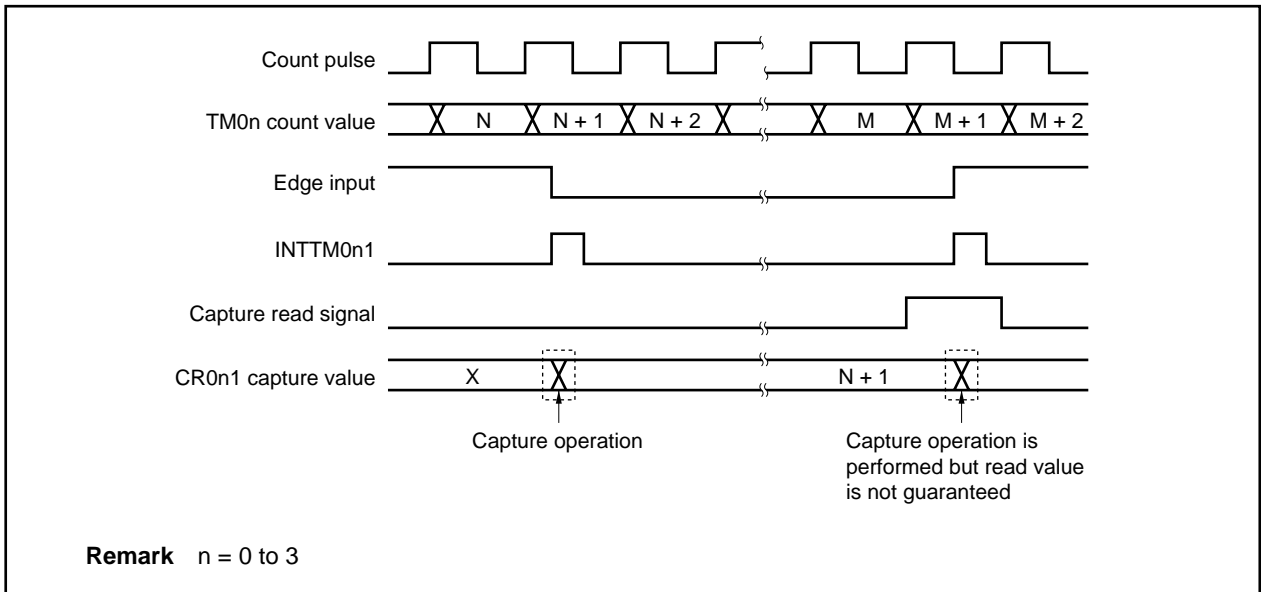 Count pulse
TM0n count value
N N + 1 N + 2 M M + 1 M + 2
Edge input
INTTM0n1
Capture read signal
CR0n1 capture value
X N + 1
Capture operation
Capture operation is
performed but read value
is not guaranteed
Remark n = 0 to 3